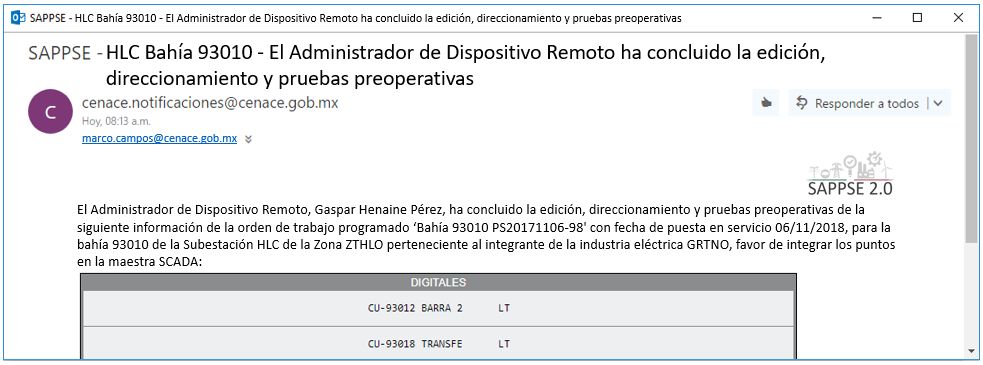 SAPPSE - HLC Bahía 93010 - El Administrador de Dispositivo Remoto ha concluido la edición, direccionamiento y pruebas preoperativas
SAPPSE - HLC Bahía 93010 - El Administrador de Dispositivo Remoto ha concluido la edición,
direccionamiento y pruebas preoperativas
C
cenace.notificaciones@cenace.gob.mx
Hoy, 08:13 a.m.
marco.campos@cenace.gob.mx
Responder a todos
SAPPSE 2.0
El Administrador de Dispositivo Remoto, Gaspar Henaine Pérez, ha concluido la edición, direccionamiento y pruebas preoperativas de la
siguiente información de la orden de trabajo programado ‘Bahía 93010 PS20171106-98' con fecha de puesta en servicio 06/11/2018, para la
bahía 93010 de la Subestación HLC de la Zona ZTHLO perteneciente al integrante de la industria eléctrica GRTNO, favor de integrar los puntos
en la maestra SCADA:
DIGITALES
CU-93012 BARRA 2 LT
CU-93018 TRANSFE LT